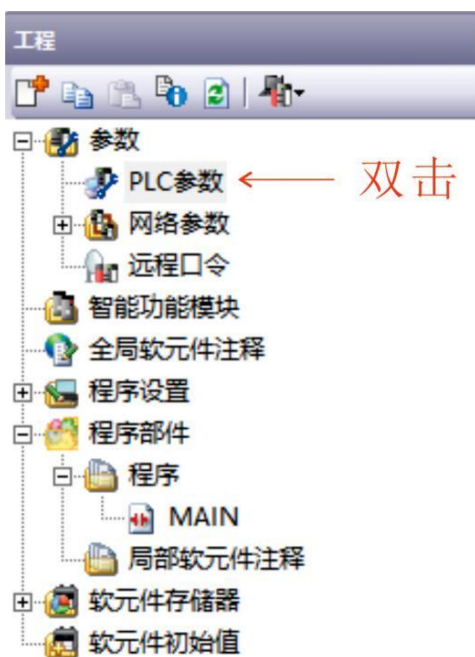 工程
参数
PLC参数 双击
网络参数
远程口令
智能功能模块
全局软元件注释
程序设置
程序部件
程序
MAIN
局部软元件注释
软元件存储器
软元件初始值